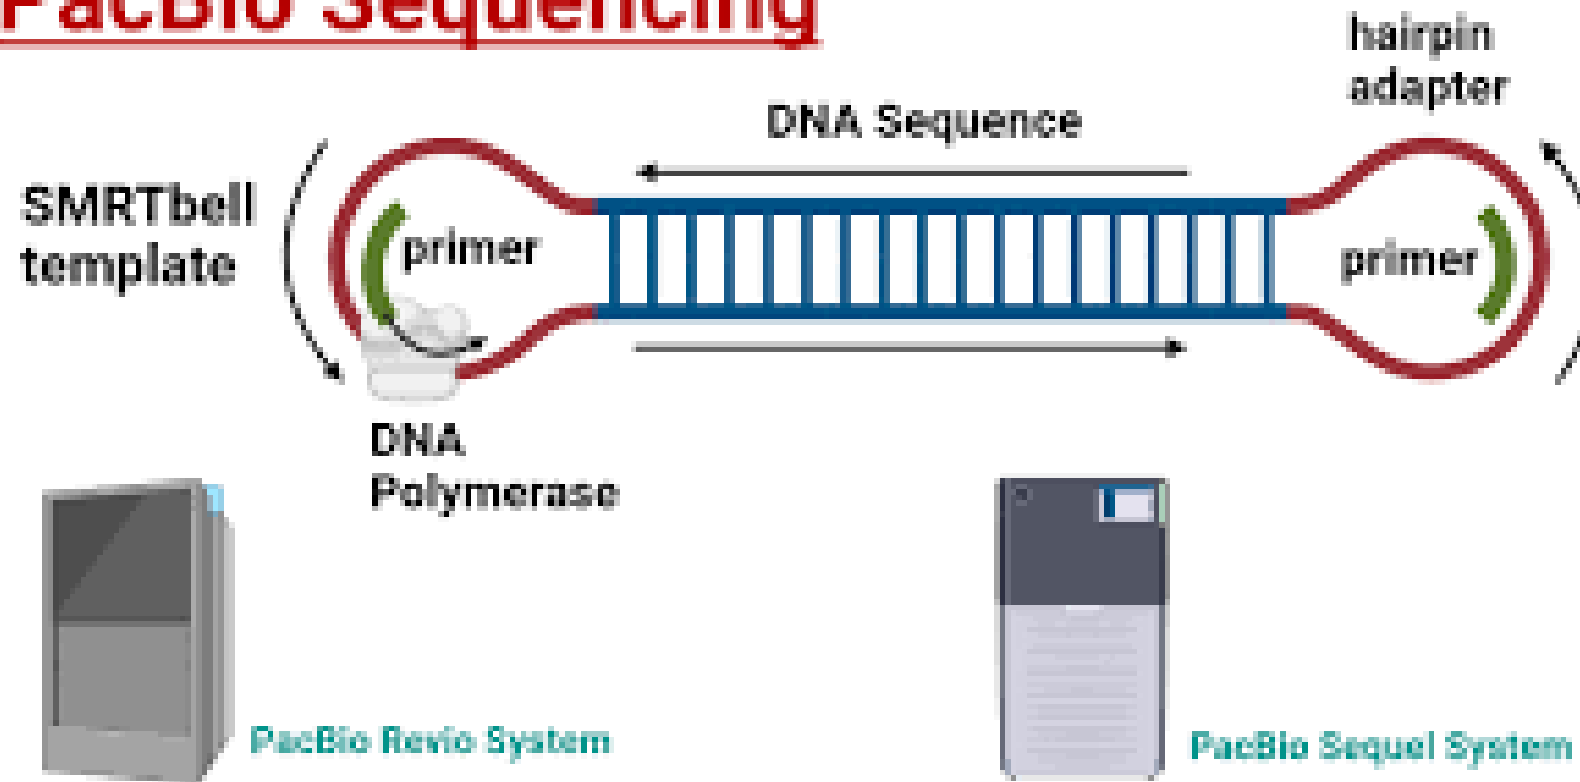 PacBio Sequencing
hairpin
adapter
DNA Sequence
SMRTbell
template
primer
primer
DNA
Polymerase
PacBio Revio System
PacBio Sequel System